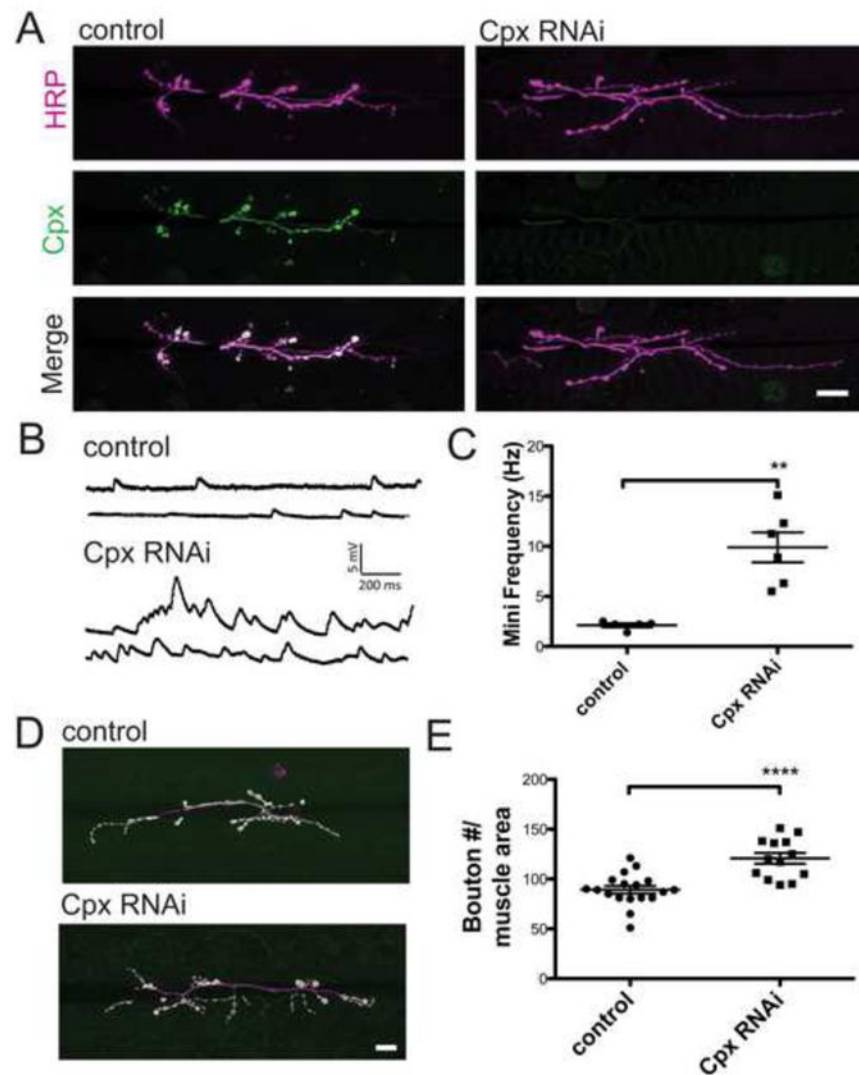 A
control
Cpx RNAi
HRP
Cpx
Merge
B
control
Cpx RNAi
5 mV
200 ms
C
Mini Frequency (Hz)
20
15
10
5
0
**
control
Cpx RNAi
D
control
Cpx RNAi
E
Bouton #/
muscle area
200
150
100
50
0
****
control
Cpx RNAi